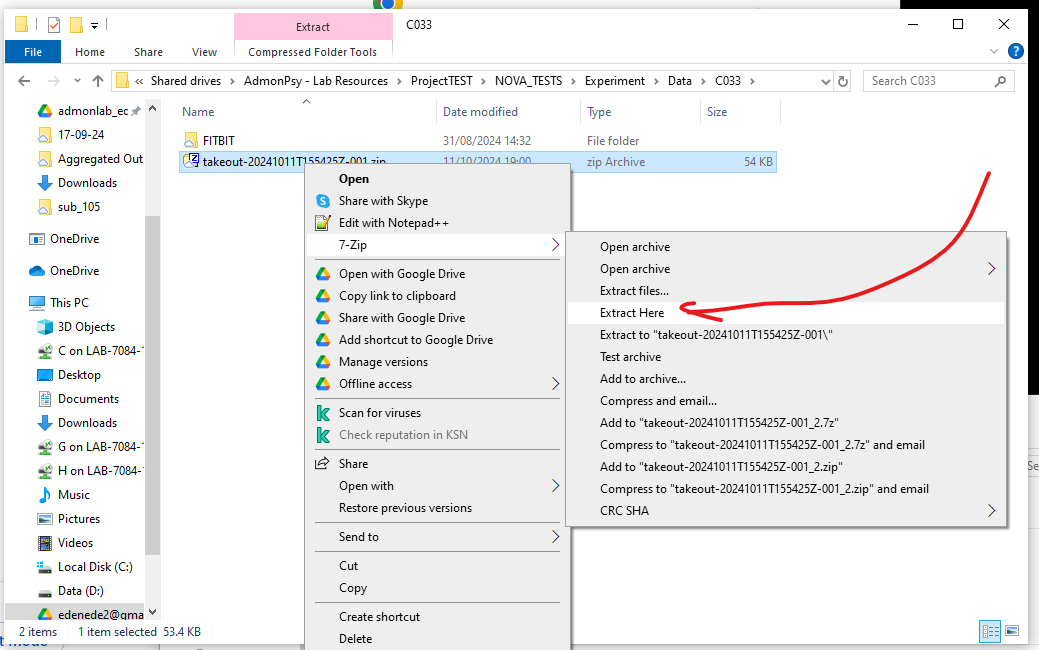 Extract
C033
File
Home
Share
View
Compressed Folder Tools
« Shared drives > AdmonPsy - Lab Resources > ProjectTEST > NOVA_TESTS > Experiment > Data > C033 >
Search C033
Name
Date modified
Type
Size
FITBIT
31/08/2024 14:32
File folder
takeout-20241011T155425Z-001.zip
11/10/2024 19:00
zip Archive
54 KB
admonlab_ec
17-09-24
Aggregated Out
Downloads
sub_105
OneDrive
OneDrive
This PC
3D Objects
C on LAB-7084-
Desktop
Documents
Downloads
G on LAB-7084-
H on LAB-7084-
Music
Pictures
Videos
Local Disk (C:)
Data (D:)
edenede2@gma
Open
Share with Skype
Edit with Notepad++
7-Zip
Open with Google Drive
Copy link to clipboard
Share with Google Drive
Add shortcut to Google Drive
Manage versions
Offline access
Scan for viruses
Check reputation in KSN
Share
Open with
Restore previous versions
Send to
Cut
Copy
Create shortcut
Delete
Open archive
Open archive
Extract files...
Extract Here
Extract to "takeout-20241011T155425Z-001\"
Test archive
Add to archive...
Compress and email...
Add to "takeout-20241011T155425Z-001_2.7z"
Compress to "takeout-20241011T155425Z-001_2.7z" and email
Add to "takeout-20241011T155425Z-001_2.zip"
Compress to "takeout-20241011T155425Z-001_2.zip" and email
CRC SHA
2 items
1 item selected 53.4 KB
Se